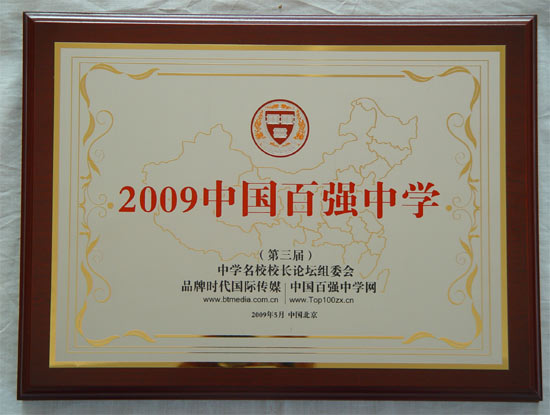 2009中国百强中学
（第三届）
中学名校校长论坛组委会
品牌时代国际传媒 中国百强中学网
www.btmedia.com.cn www.Top100zx.cn
2009年5月 中国北京